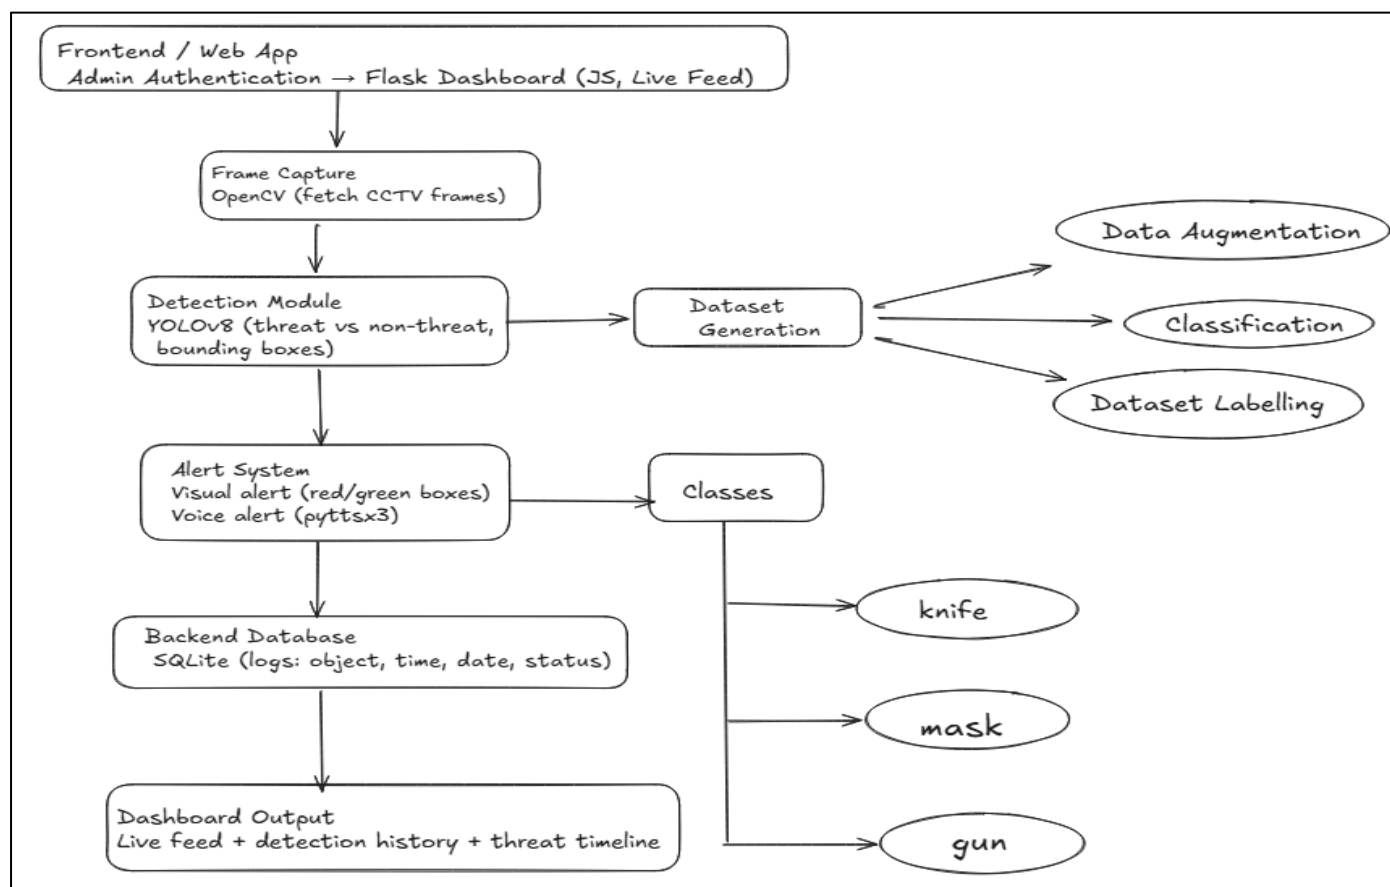 Frontend / Web App
Admin Authentication → Flask Dashboard (JS, Live Feed)
Frame Capture
OpenCV (fetch CCTV frames)
Detection Module
YOLOv8 (threat vs non-threat,
bounding boxes)
Dataset
Generation
Data Augmentation
Classification
Dataset Labelling
Alert System
Visual alert (red/green boxes)
Voice alert (pyttsx3)
Classes
knife
mask
gun
Backend Database
SQLite (logs: object, time, date, status)
Dashboard Output
Live feed + detection history + threat timeline